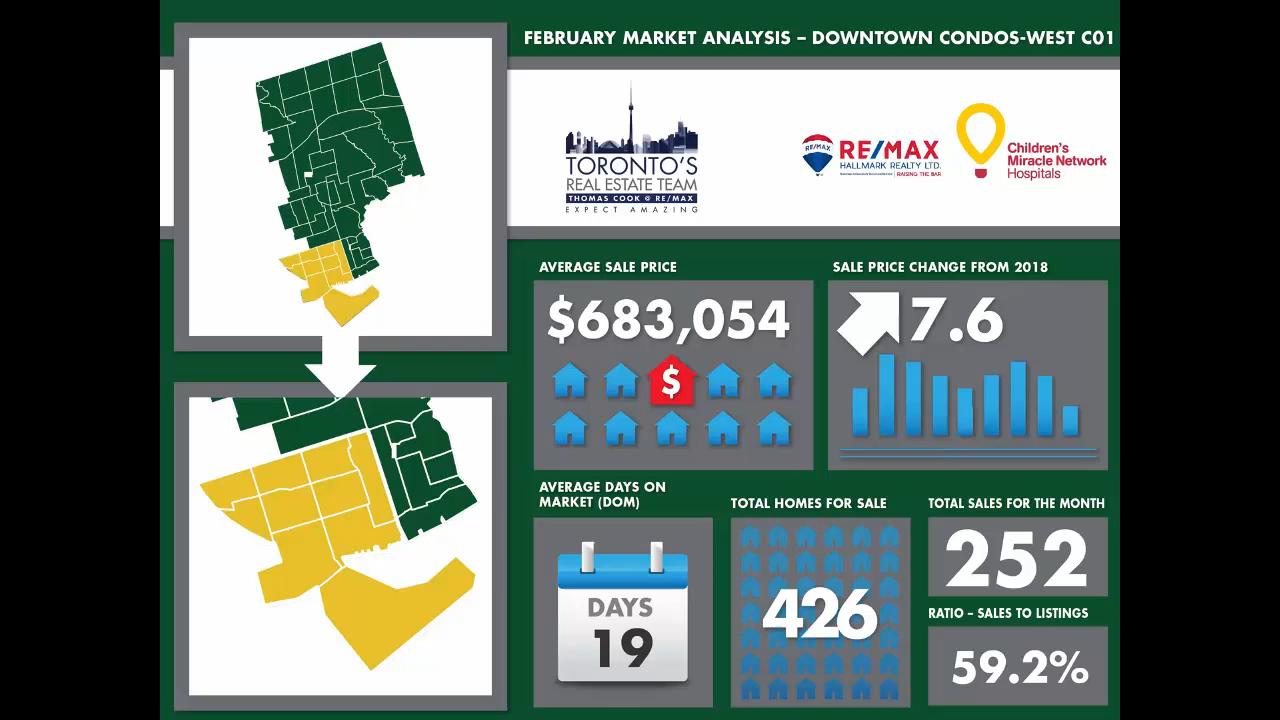 FEBRUARY MARKET ANALYSIS – DOWNTOWN CONDOS-WEST C01
TORONTO'S
REAL ESTATE TEAM
THOMAS COOK @ RE/MAX
EXPECT AMAZING
RE/MAX
RE/MAX
HALLMARK REALTY LTD.
RAISING THE BAR
Children's
Miracle Network
Hospitals
AVERAGE SALE PRICE
$683,054
$
SALE PRICE CHANGE FROM 2018
7.6
AVERAGE DAYS ON
MARKET (DOM)
DAYS
19
TOTAL HOMES FOR SALE
426
TOTAL SALES FOR THE MONTH
252
RATIO – SALES TO LISTINGS
59.2%